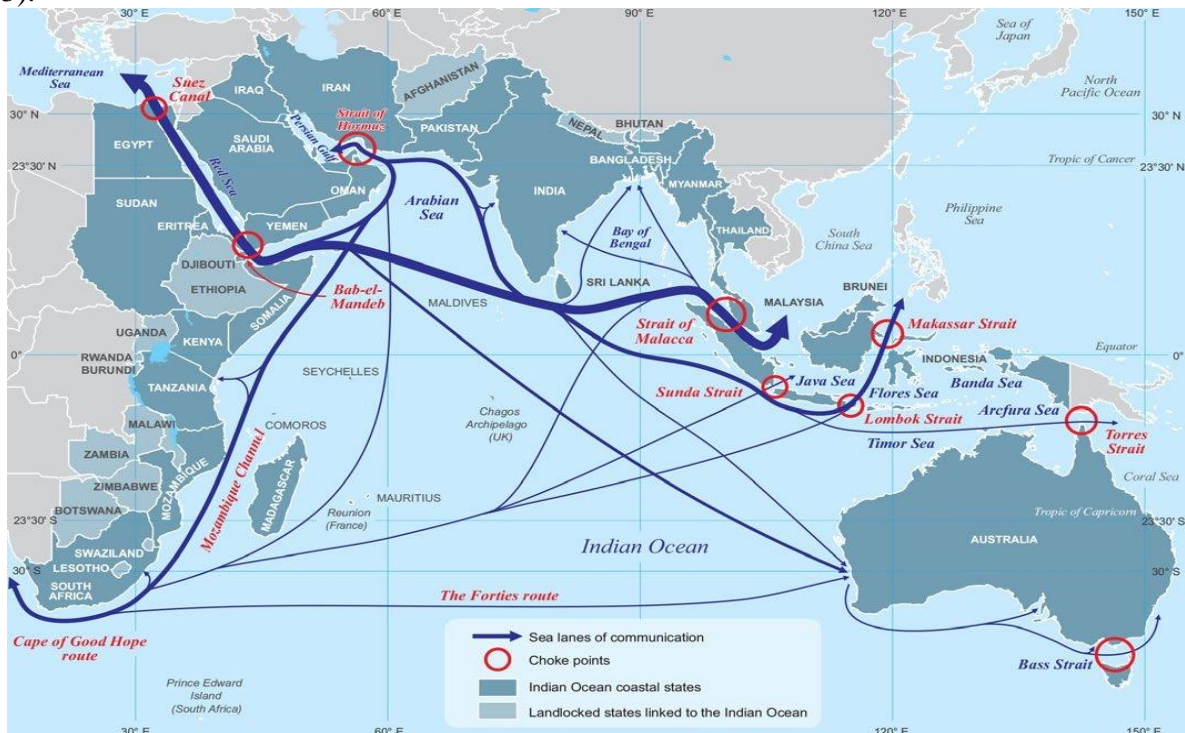 30° E
60° E
90° E
120° E
150° E
Sea of
Japan
Mediterranean
Sea
Suez
Canal
IRAQ
IRAN
AFGHANISTAN
North
Pacific Ocean
30° N
30° N
Strait of
Hormuz
Persian Gulf
PAKISTAN
NEPAL
BHUTAN
EGYPT
SAUDI
ARABIA
BANGLADESH
23°30' N
Tropic of Cancer
23°30' N
Red Sea
OMAN
INDIA
MYANMAR
SUDAN
Arabian
Sea
ERITREA
YEMEN
THAILAND
Philippine
Sea
Bay of
Bengal
South
China Sea
DJIBOUTI
ETHIOPIA
SRI LANKA
BRUNEI
Bab-el-
Mandeb
SOMALIA
MALDIVES
MALAYSIA
Strait of
Malacca
Makassar Strait
UGANDA
KENYA
Equator
0°
0°
RWANDA
BURUNDI
INDONESIA
SEYCHELLES
Java Sea
Banda Sea
TANZANIA
Sunda Strait
Flores Sea
Chagos
Archipelago
(UK)
Lombok Strait
Arcfura Sea
MALAWI
COMOROS
Timor Sea
Torres
Strait
ZAMBIA
Mozambique Channel
MOZAMBIQUE
ZIMBABWE
MADAGASCAR
MAURITIUS
Coral Sea
BOTSWANA
Reunion
(France)
23°30' S
Tropic of Capricorn
23°30' S
SWAZILAND
LESOTHO
Indian Ocean
AUSTRALIA
30° S
30° S
SOUTH
AFRICA
The Forties route
Cape of Good Hope
route
Sea lanes of communication
Choke points
Bass Strait
Indian Ocean coastal states
Prince Edward
Island
(South Africa)
Landlocked states linked to the Indian Ocean
30° E
60° E
90° E
120° E
150° E